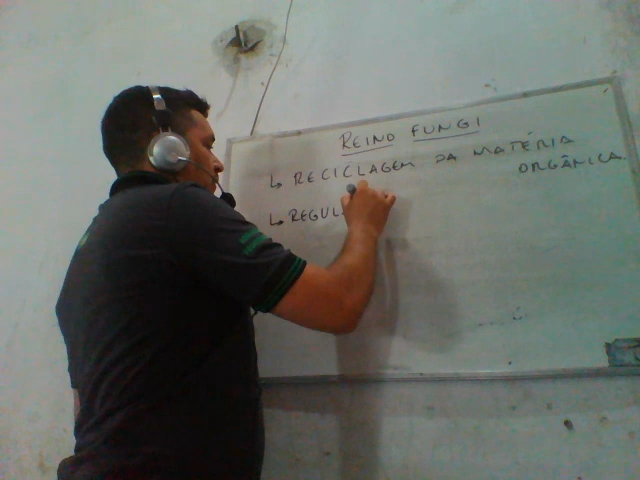 REINO FUNGI
↳ RECICLAGEM DA MATÉRIA
ORGÂNICA.
↳ REGUL